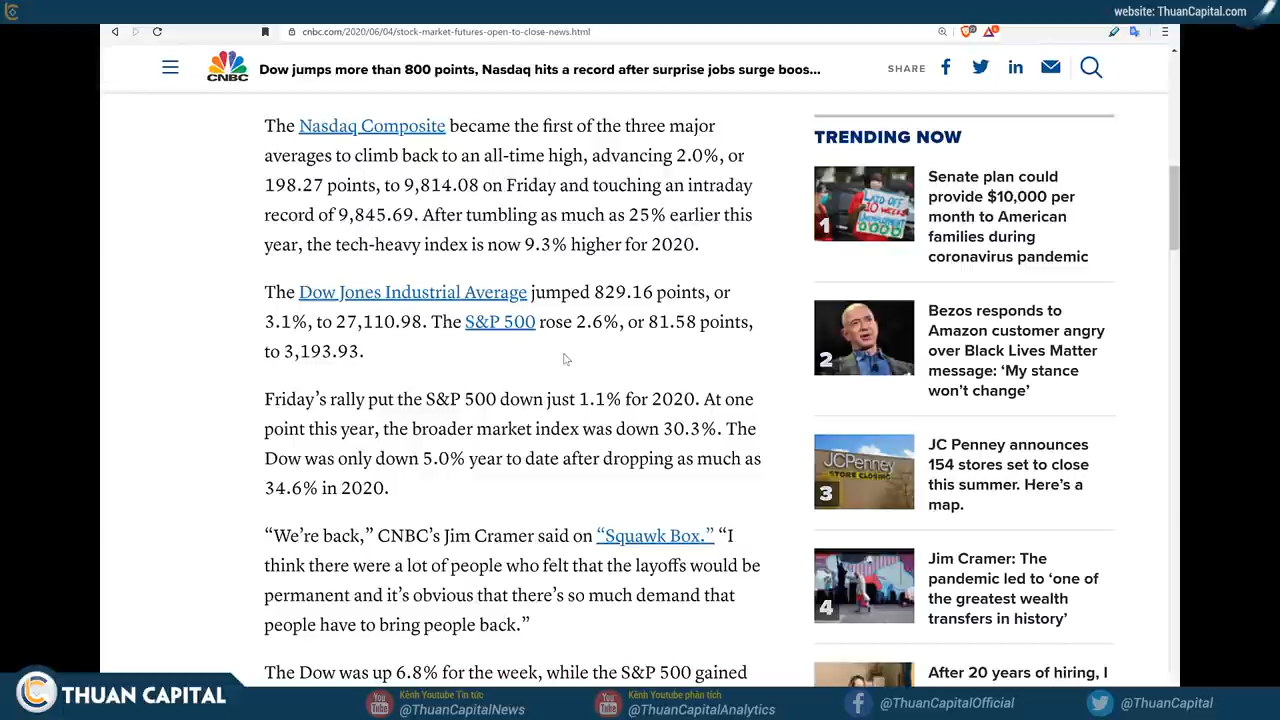 website: ThuanCapital.com
cnbc.com/2020/06/04/stock-market-futures-open-to-close-news.html
CNBC
Dow jumps more than 800 points, Nasdaq hits a record after surprise jobs surge boos...
SHARE
The Nasdaq Composite became the first of the three major
averages to climb back to an all-time high, advancing 2.0%, or
198.27 points, to 9,814.08 on Friday and touching an intraday
record of 9,845.69. After tumbling as much as 25% earlier this
year, the tech-heavy index is now 9.3% higher for 2020.
The Dow Jones Industrial Average jumped 829.16 points, or
3.1%, to 27,110.98. The S&P 500 rose 2.6%, or 81.58 points,
to 3,193.93.
Friday’s rally put the S&P 500 down just 1.1% for 2020. At one
point this year, the broader market index was down 30.3%. The
Dow was only down 5.0% year to date after dropping as much as
34.6% in 2020.
“We’re back,” CNBC’s Jim Cramer said on “Squawk Box.” “I
think there were a lot of people who felt that the layoffs would be
permanent and it’s obvious that there’s so much demand that
people have to bring people back.”
The Dow was up 6.8% for the week, while the S&P 500 gained
TRENDING NOW
1
Senate plan could
provide $10,000 per
month to American
families during
coronavirus pandemic
2
Bezos responds to
Amazon customer angry
over Black Lives Matter
message: ‘My stance
won’t change’
JCPenney
STORE CLOSING
3
JC Penney announces
154 stores set to close
this summer. Here’s a
map.
4
Jim Cramer: The
pandemic led to ‘one of
the greatest wealth
transfers in history’
After 20 years of hiring, I
THUAN CAPITAL
You Tube
Kênh Youtube Tin tức
@ThuanCapitalNews
You Tube
Kênh Youtube phân tích
@ThuanCapitalAnalytics
@ThuanCapitalOfficial
@ThuanCapital